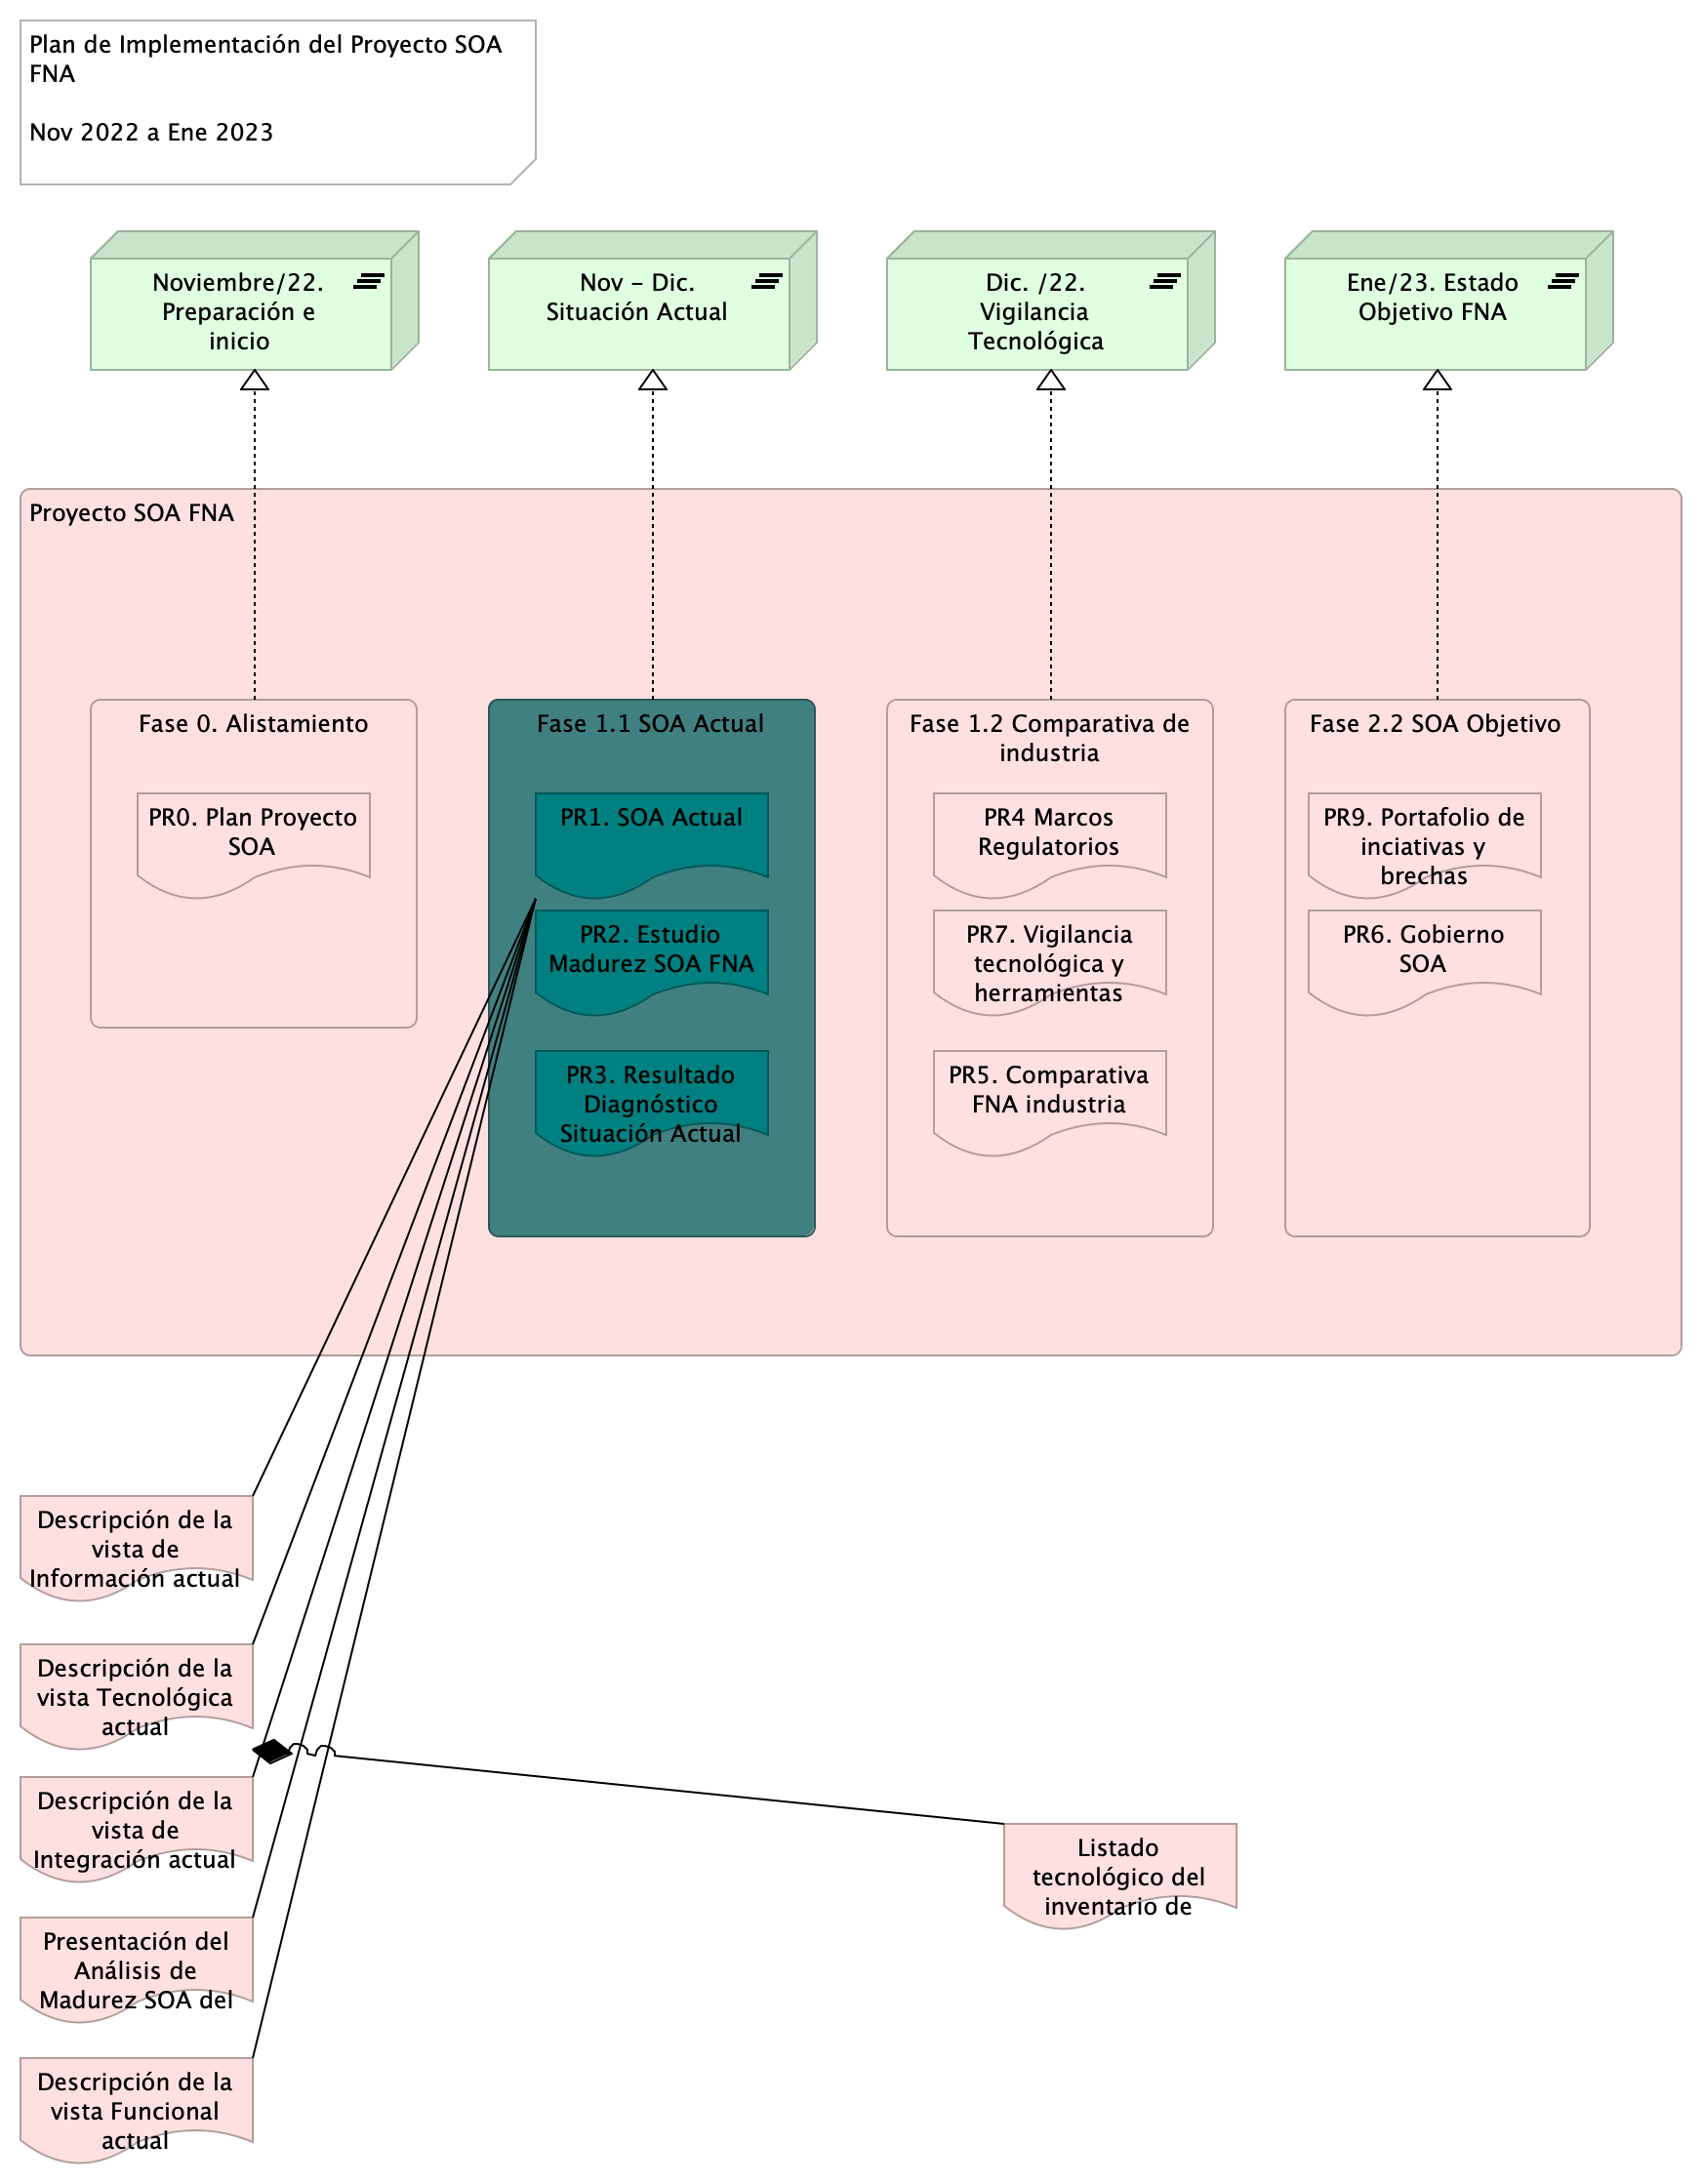 Plan de Implementación del Proyecto SOA
FNA
Nov 2022 a Ene 2023
Noviembre/22.
Preparación e
inicio
Nov - Dic.
Situación Actual
Dic. /22.
Vigilancia
Tecnológica
Ene/23. Estado
Objetivo FNA
Proyecto SOA FNA
Fase 0. Alistamiento
PR0. Plan Proyecto
SOA
Fase 1.1 SOA Actual
PR1. SOA Actual
PR2. Estudio
Madurez SOA FNA
PR3. Resultado
Diagnóstico
Situación Actual
Fase 1.2 Comparativa de
industria
PR4 Marcos
Regulatorios
PR7. Vigilancia
tecnológica y
herramientas
PR5. Comparativa
FNA industria
Fase 2.2 SOA Objetivo
PR9. Portafolio de
inciativas y
brechas
PR6. Gobierno
SOA
Descripción de la
vista de
Información actual
Descripción de la
vista Tecnológica
actual
Descripción de la
vista de
Integración actual
Presentación del
Análisis de
Madurez SOA del
Descripción de la
vista Funcional
actual
Listado
tecnológico del
inventario de